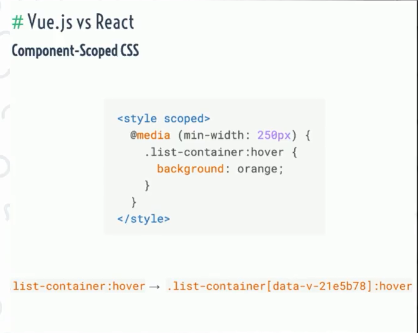 # Vue.js vs React
Component-Scoped CSS
<style scoped>
@media (min-width: 250px) {
.list-container:hover {
background: orange;
}
}
</style>
list-container:hover → .list-container[data-v-21e5b78]:hover